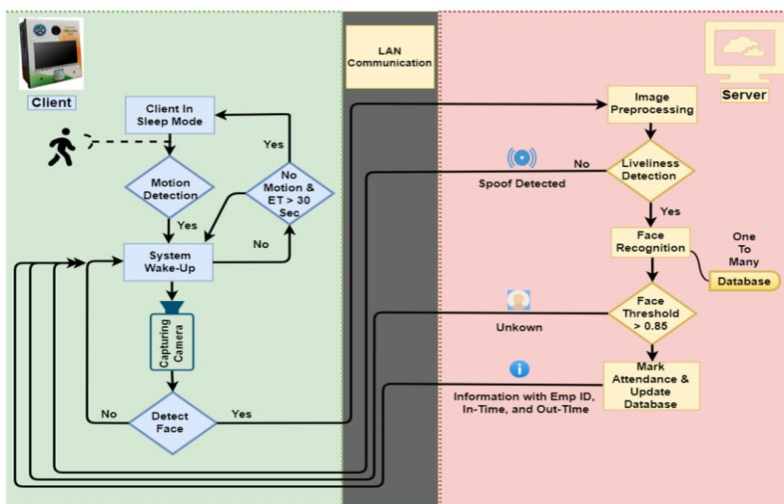 Client
Client In
Sleep Mode
Motion
Detection
Yes
System
Wake-Up
No
Yes
No
Motion &
ET > 30
Sec
Capturing
Camera
Detect
Face
No
Yes
LAN
Communication
Server
Image
Preprocessing
Liveliness
Detection
No
Spoof Detected
Yes
Face
Recognition
One
To
Many
Database
Face
Threshold
> 0.85
Unkown
Mark
Attendance &
Update
Database
Information with Emp ID,
In-Time, and Out-TIme